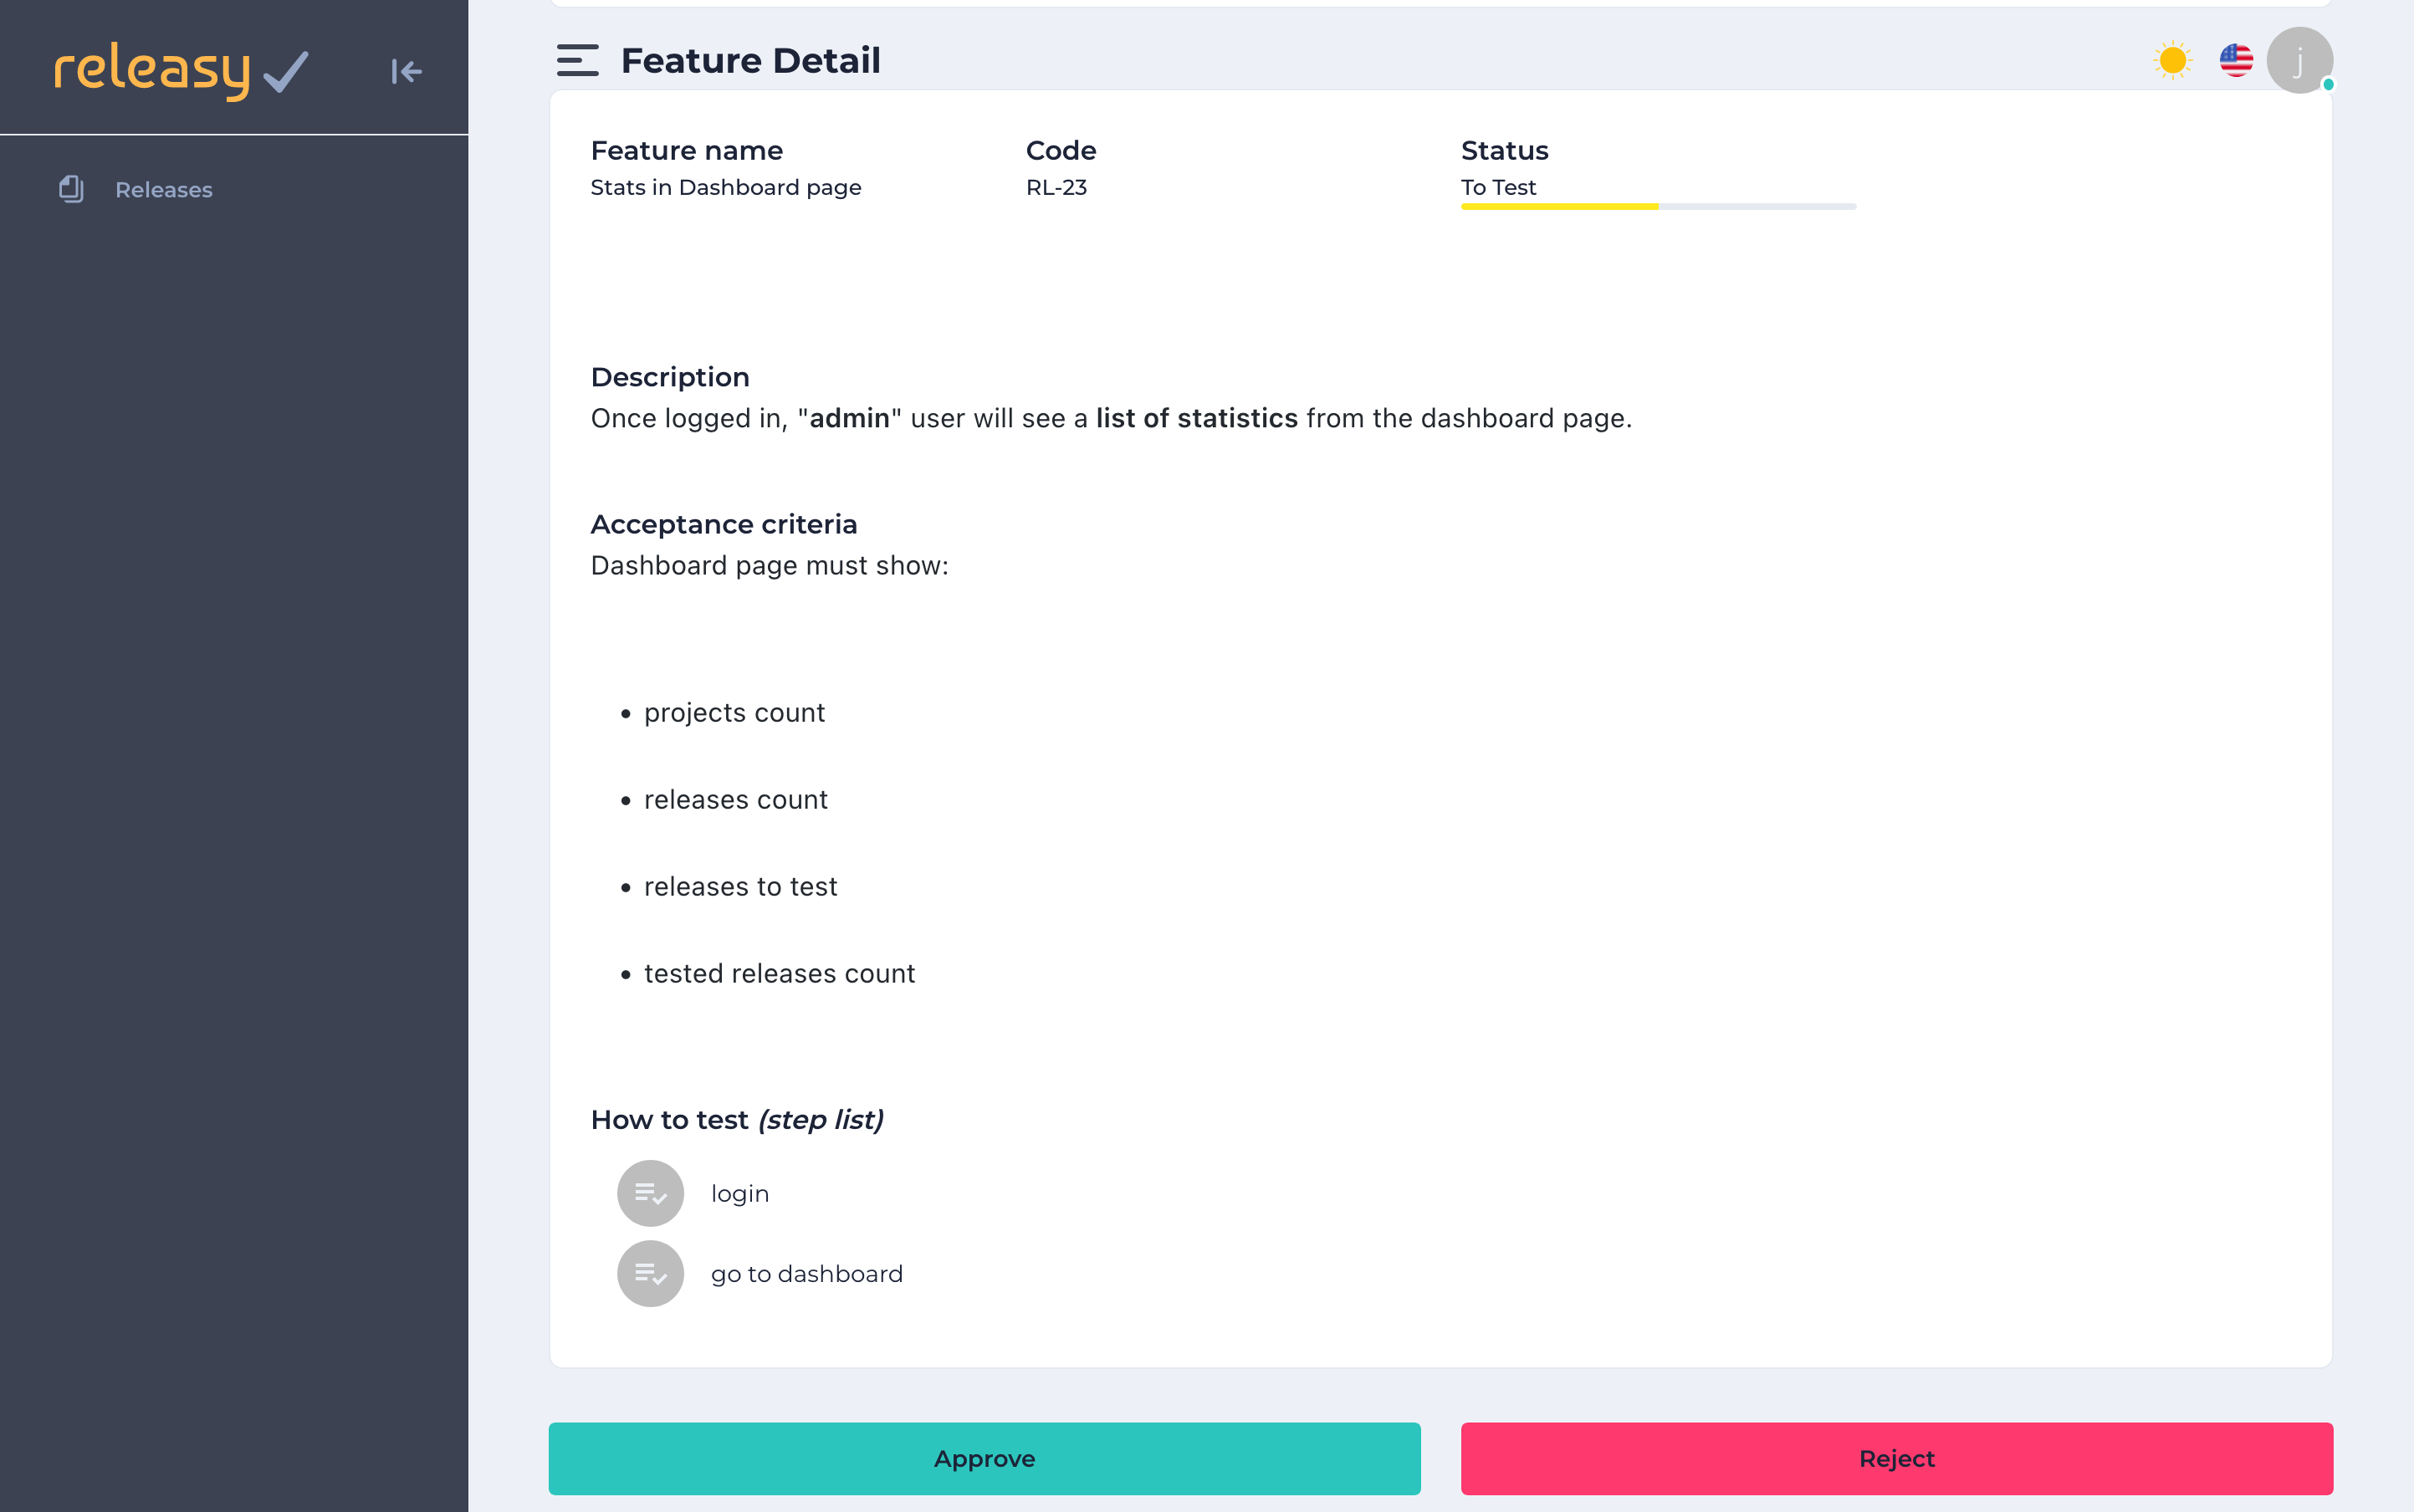 releasy
Feature Detail
j
Releases
Feature name
Code
Status
Stats in Dashboard page
RL-23
To Test
Description
Once logged in, "admin" user will see a list of statistics from the dashboard page.
Acceptance criteria
Dashboard page must show:
• projects count
• releases count
• releases to test
• tested releases count
How to test (step list)
login
go to dashboard
Approve
Reject